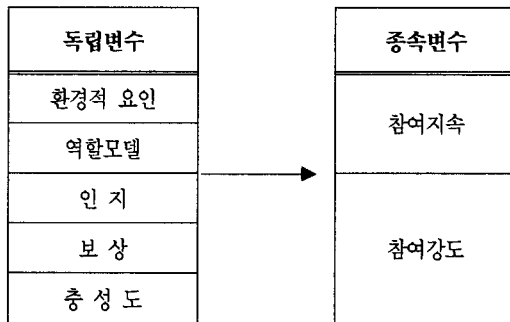 독립변수
환경적 요인
역할모델
인 지
보 상
충 성 도
종속변수
참여지속
참여강도